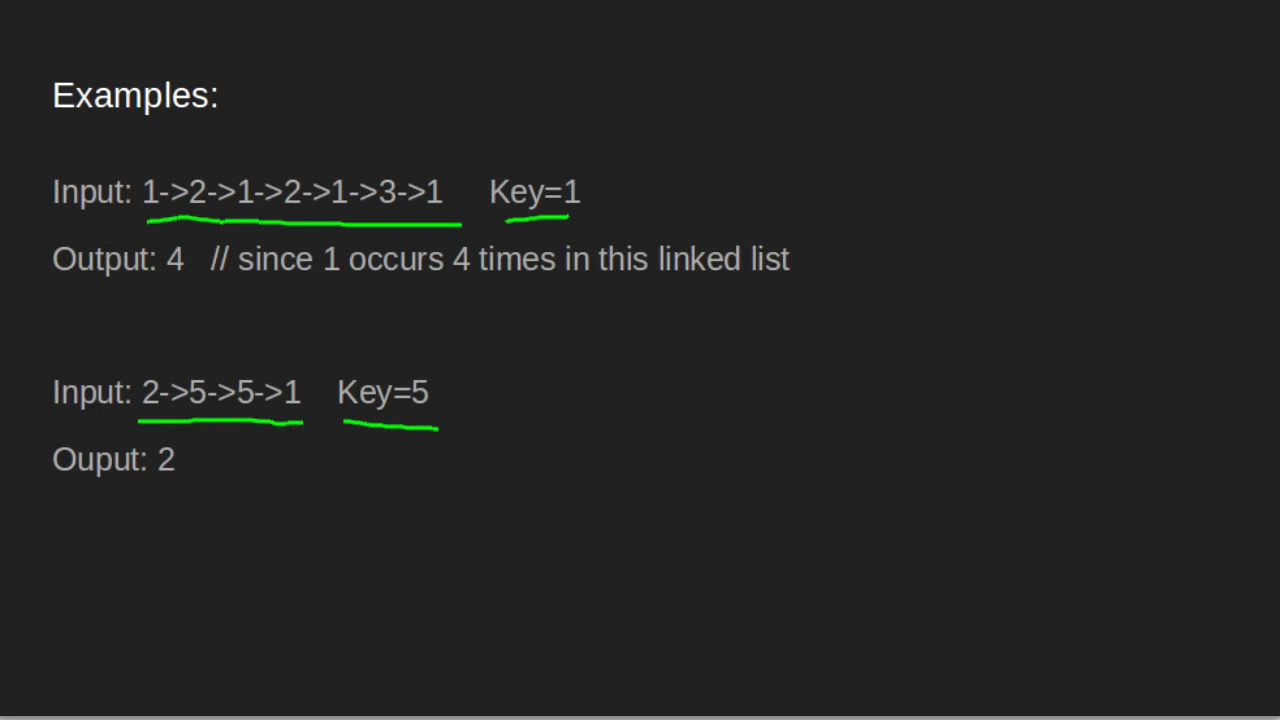 Examples:
Input: 1->2->1->2->1->3->1 Key=1
Output: 4 // since 1 occurs 4 times in this linked list
Input: 2->5->5->1 Key=5
Ouput: 2